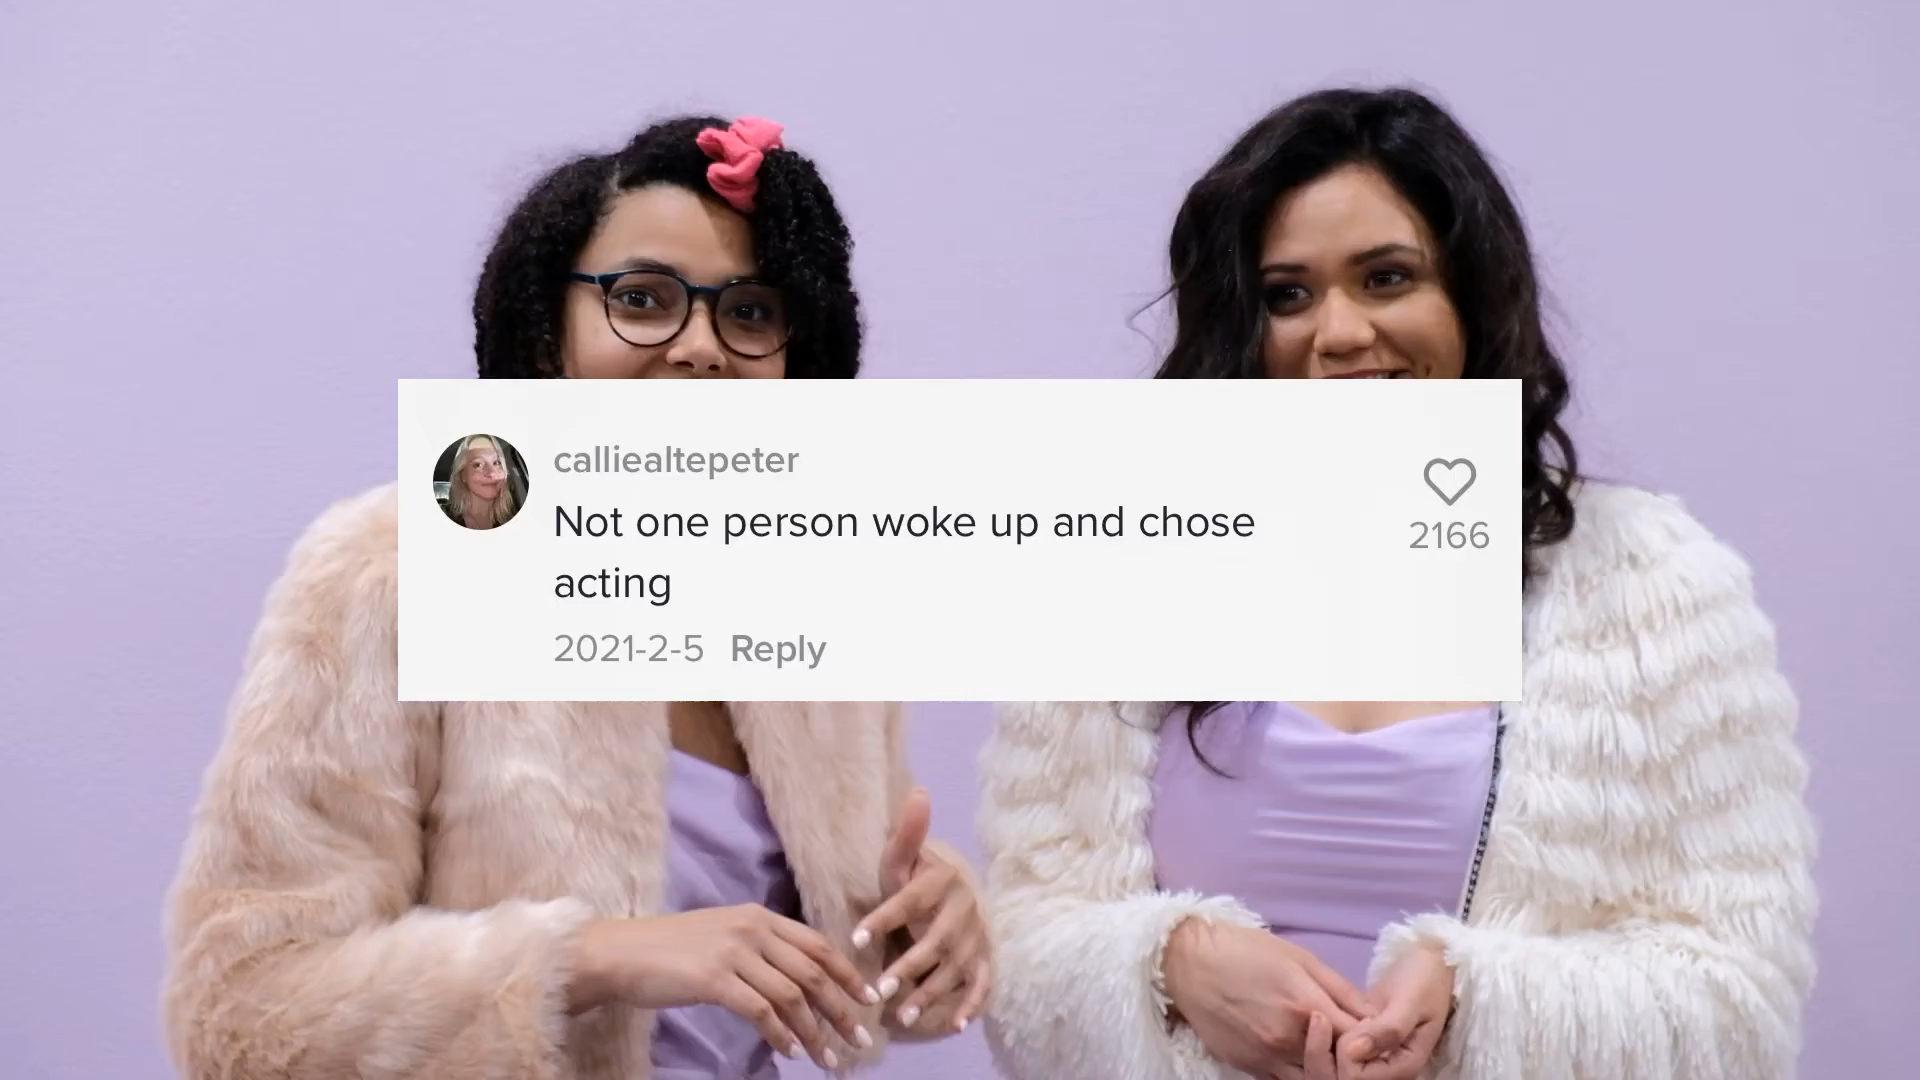 calliealtepeter
Not one person woke up and chose
acting
2166
2021-2-5 Reply